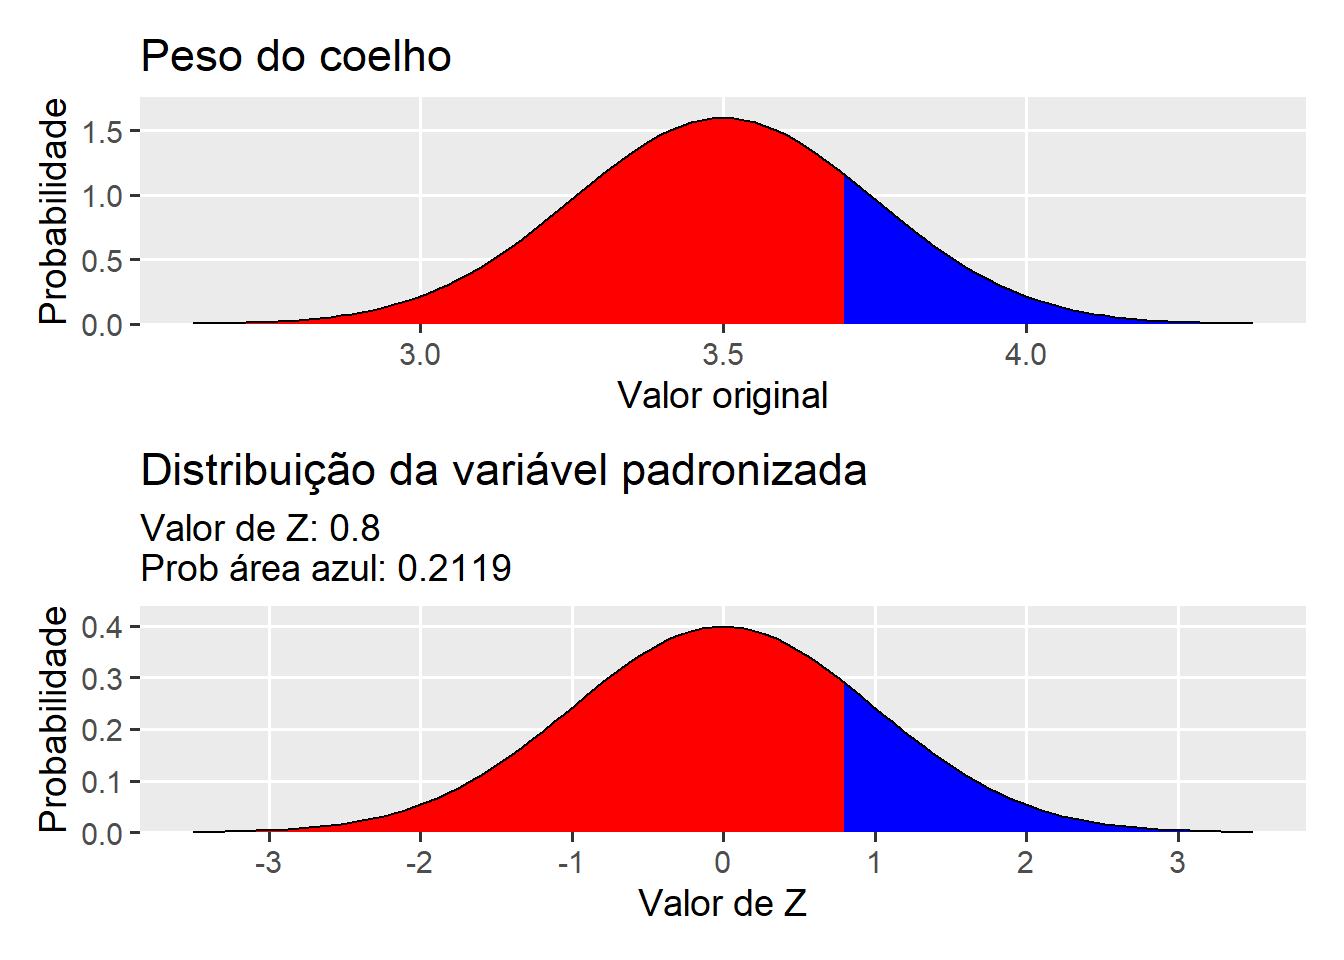 Peso do coelho
Probabilidade
1.5
1.0
0.5
0.0
3.0 3.5 4.0
Valor original
Distribuição da variável padronizada
Valor de Z: 0.8
Prob área azul: 0.2119
Probabilidade
0.4
0.3
0.2
0.1
0.0
-3 -2 -1 0 1 2 3
Valor de Z